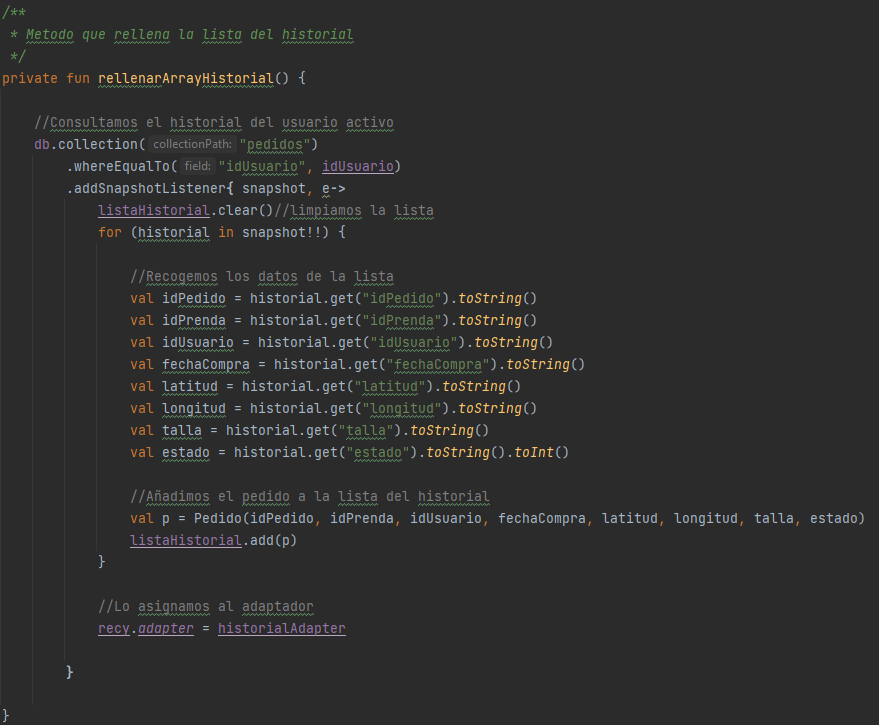 /**
 * Metodo que rellena la lista del historial
 */
private fun rellenarArrayHistorial() {
//Consultamos el historial del usuario activo
db.collection( collectionPath: "pedidos")
.whereEqualTo( field: "idUsuario", idUsuario)
.addSnapshotListener{ snapshot, e->
listaHistorial.clear()//limpiamos la lista
for (historial in snapshot!!) {
//Recogemos los datos de la lista
val idPedido = historial.get("idPedido").toString()
val idPrenda = historial.get("idPrenda").toString()
val idUsuario = historial.get("idUsuario").toString()
val fechaCompra = historial.get("fechaCompra").toString()
val latitud = historial.get("latitud").toString()
val longitud = historial.get("longitud").toString()
val talla = historial.get("talla").toString()
val estado = historial.get("estado").toString().toInt()
//Añadimos el pedido a la lista del historial
val p = Pedido(idPedido, idPrenda, idUsuario, fechaCompra, latitud, longitud, talla, estado)
listaHistorial.add(p)
}
//Lo asignamos al adaptador
recy.adapter = historialAdapter
}
}